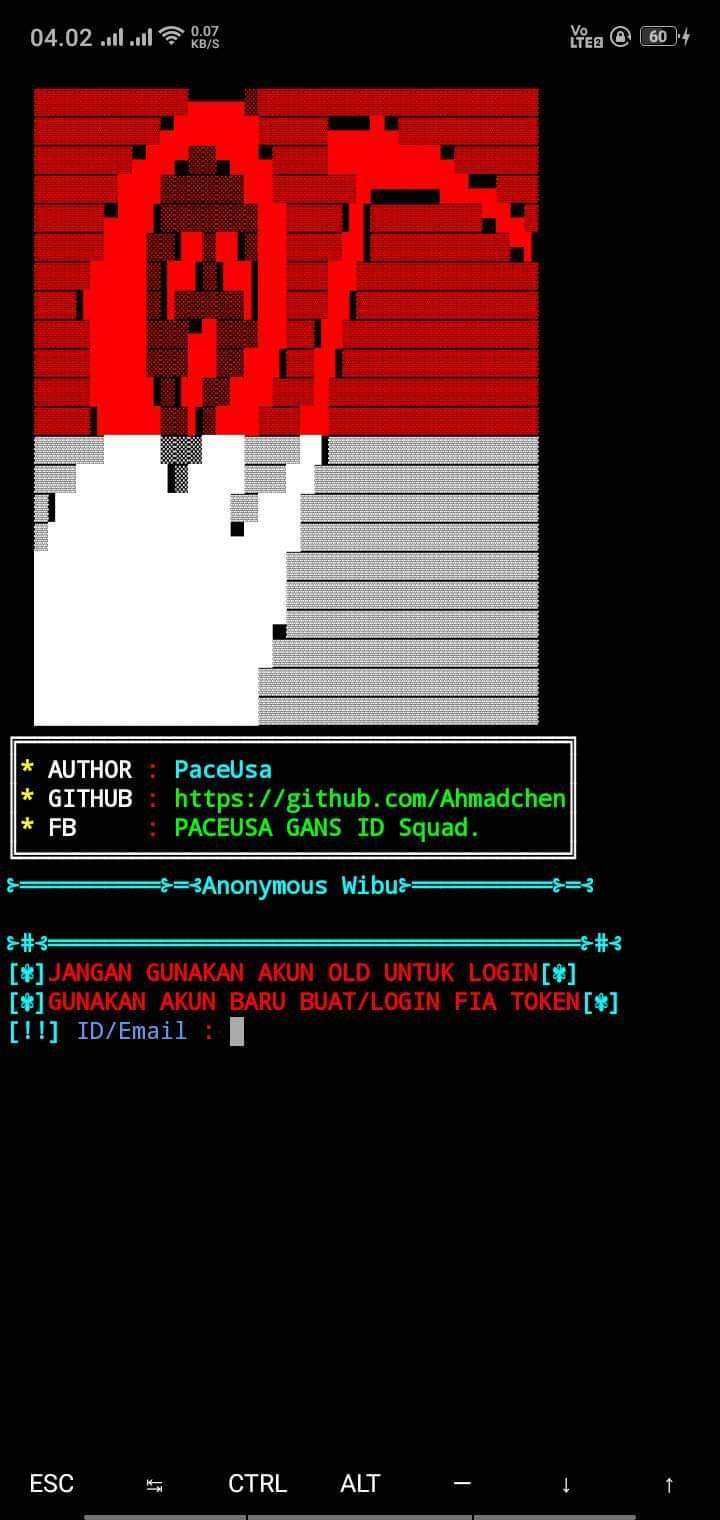 04.02 0.07 KB/S Vo LTE2 60
* AUTHOR : PaceUsa
* GITHUB : https://github.com/Ahmadchen
* FB : PACEUSA GANS ID Squad.
⊱══════════⊱═⊰Anonymous Wibu⊱══════════⊱═⊰
⊱#⊰══════════════════════════════════════⊱#⊰
[✾]JANGAN GUNAKAN AKUN OLD UNTUK LOGIN[✾]
[✾]GUNAKAN AKUN BARU BUAT/LOGIN FIA TOKEN[✾]
[!!] ID/Email :
ESC ↹ CTRL ALT — ↓ ↑